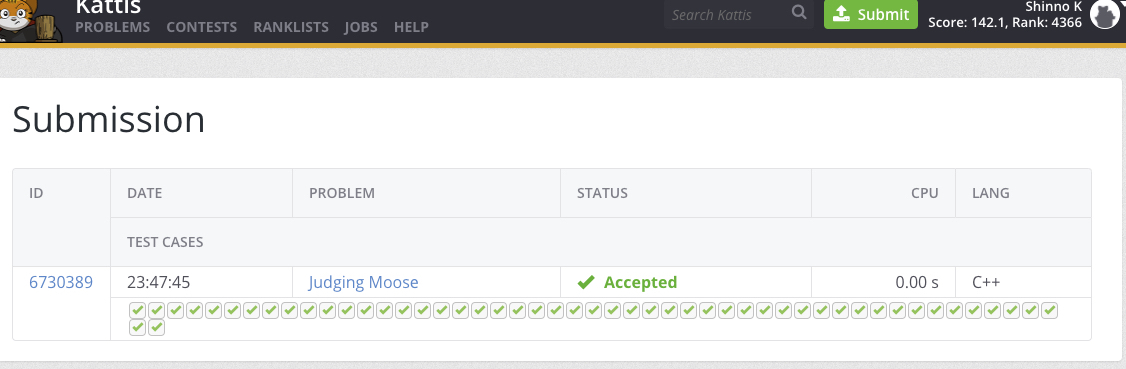 Kattis
PROBLEMS CONTESTS RANKLISTS JOBS HELP
Search Kattis
Submit
Shinno K
Score: 142.1, Rank: 4366
Submission
ID DATE PROBLEM STATUS CPU LANG
TEST CASES
6730389 23:47:45 Judging Moose Accepted 0.00 s C++